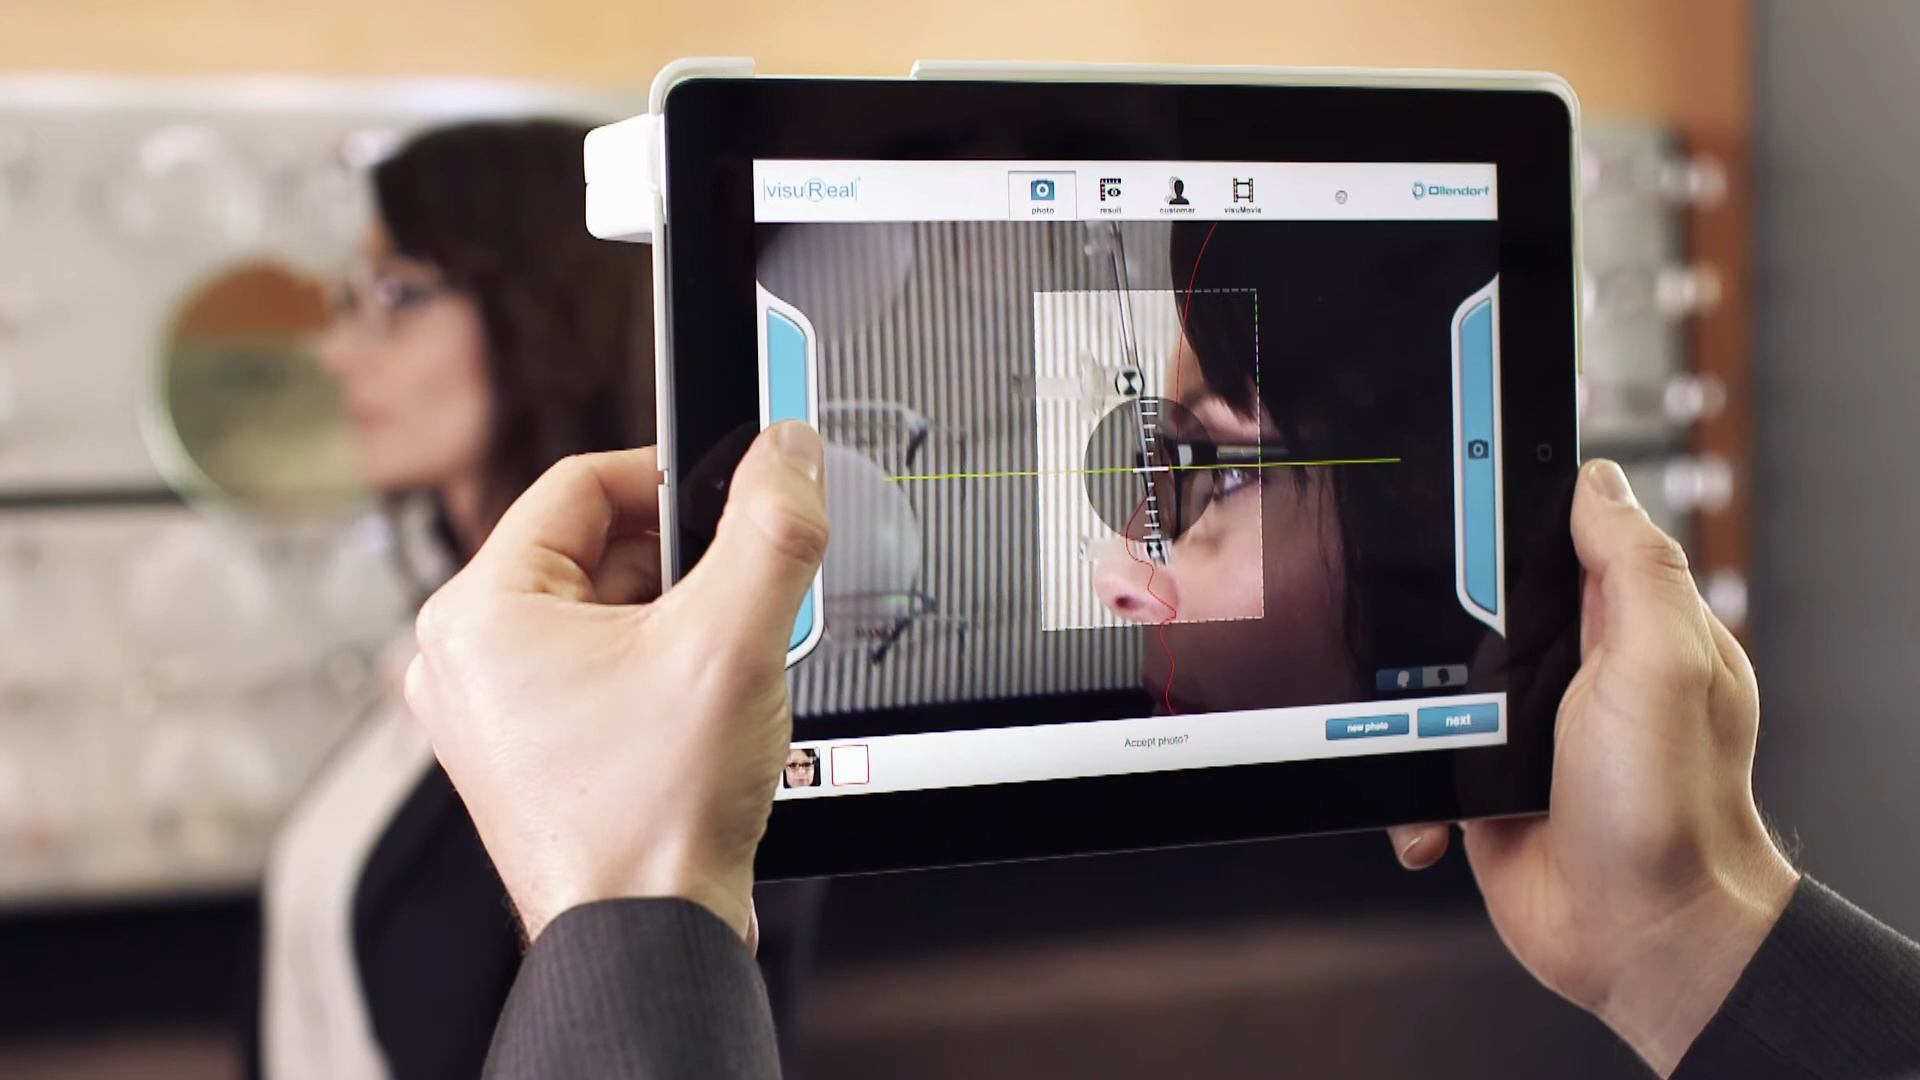 visuReal
photo
result
customer
visuMovie
Ollendorf
Accept photo?
new photo
next